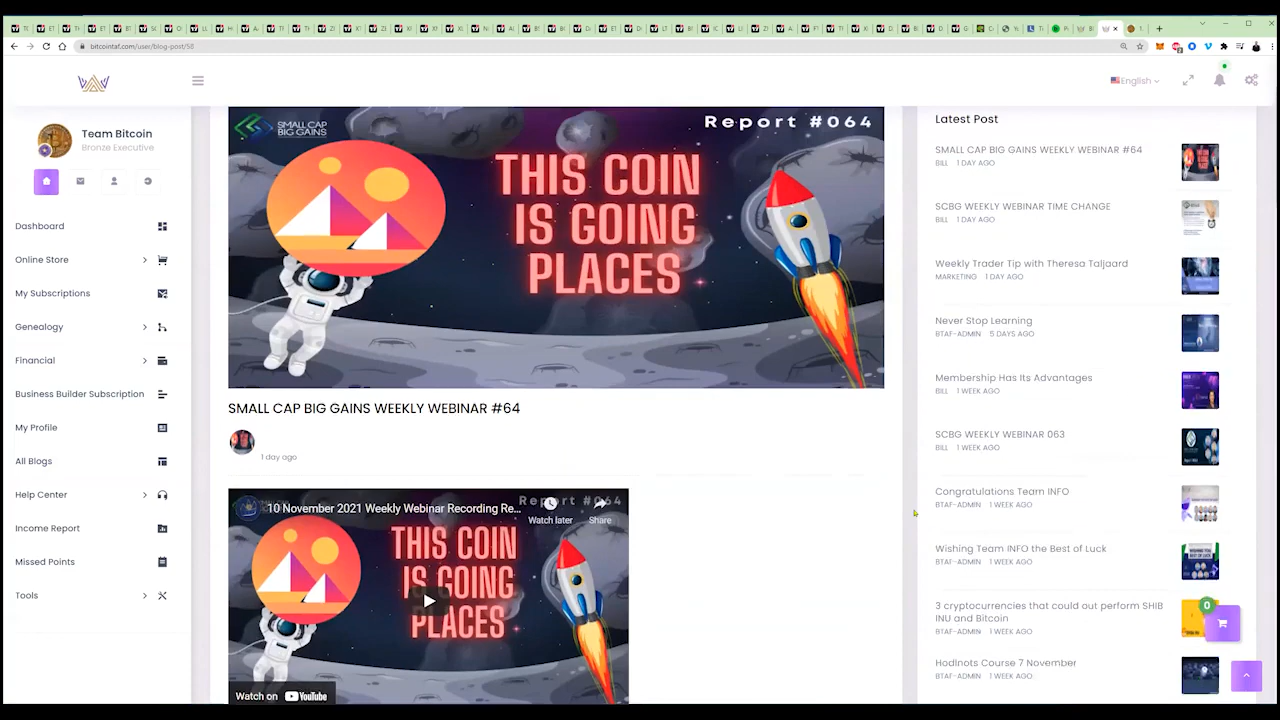 bitcointaf.com/user/blog-post/58
English
Team Bitcoin
Bronze Executive
Dashboard
Online Store
My Subscriptions
Genealogy
Financial
Business Builder Subscription
My Profile
All Blogs
Help Center
Income Report
Missed Points
Tools
SMALL CAP
BIG GAINS
Report #064
THIS COIN
IS GOING
PLACES
SMALL CAP BIG GAINS WEEKLY WEBINAR #64
1 day ago
Report #064
10 November 2021 Weekly Webinar Recording Re...
Watch later
Share
THIS COIN
IS GOING
PLACES
Watch on YouTube
Latest Post
SMALL CAP BIG GAINS WEEKLY WEBINAR #64
BILL 1 DAY AGO
SCBG WEEKLY WEBINAR TIME CHANGE
BILL 1 DAY AGO
Weekly Trader Tip with Theresa Taljaard
MARKETING 1 DAY AGO
Never Stop Learning
BTAF-ADMIN 5 DAYS AGO
Membership Has Its Advantages
BILL 1 WEEK AGO
SCBG WEEKLY WEBINAR 063
BILL 1 WEEK AGO
Congratulations Team INFO
BTAF-ADMIN 1 WEEK AGO
Wishing Team INFO the Best of Luck
BTAF-ADMIN 1 WEEK AGO
3 cryptocurrencies that could out perform SHIB
INU and Bitcoin
BTAF-ADMIN 1 WEEK AGO
0
Hodlnots Course 7 November
BTAF-ADMIN 1 WEEK AGO